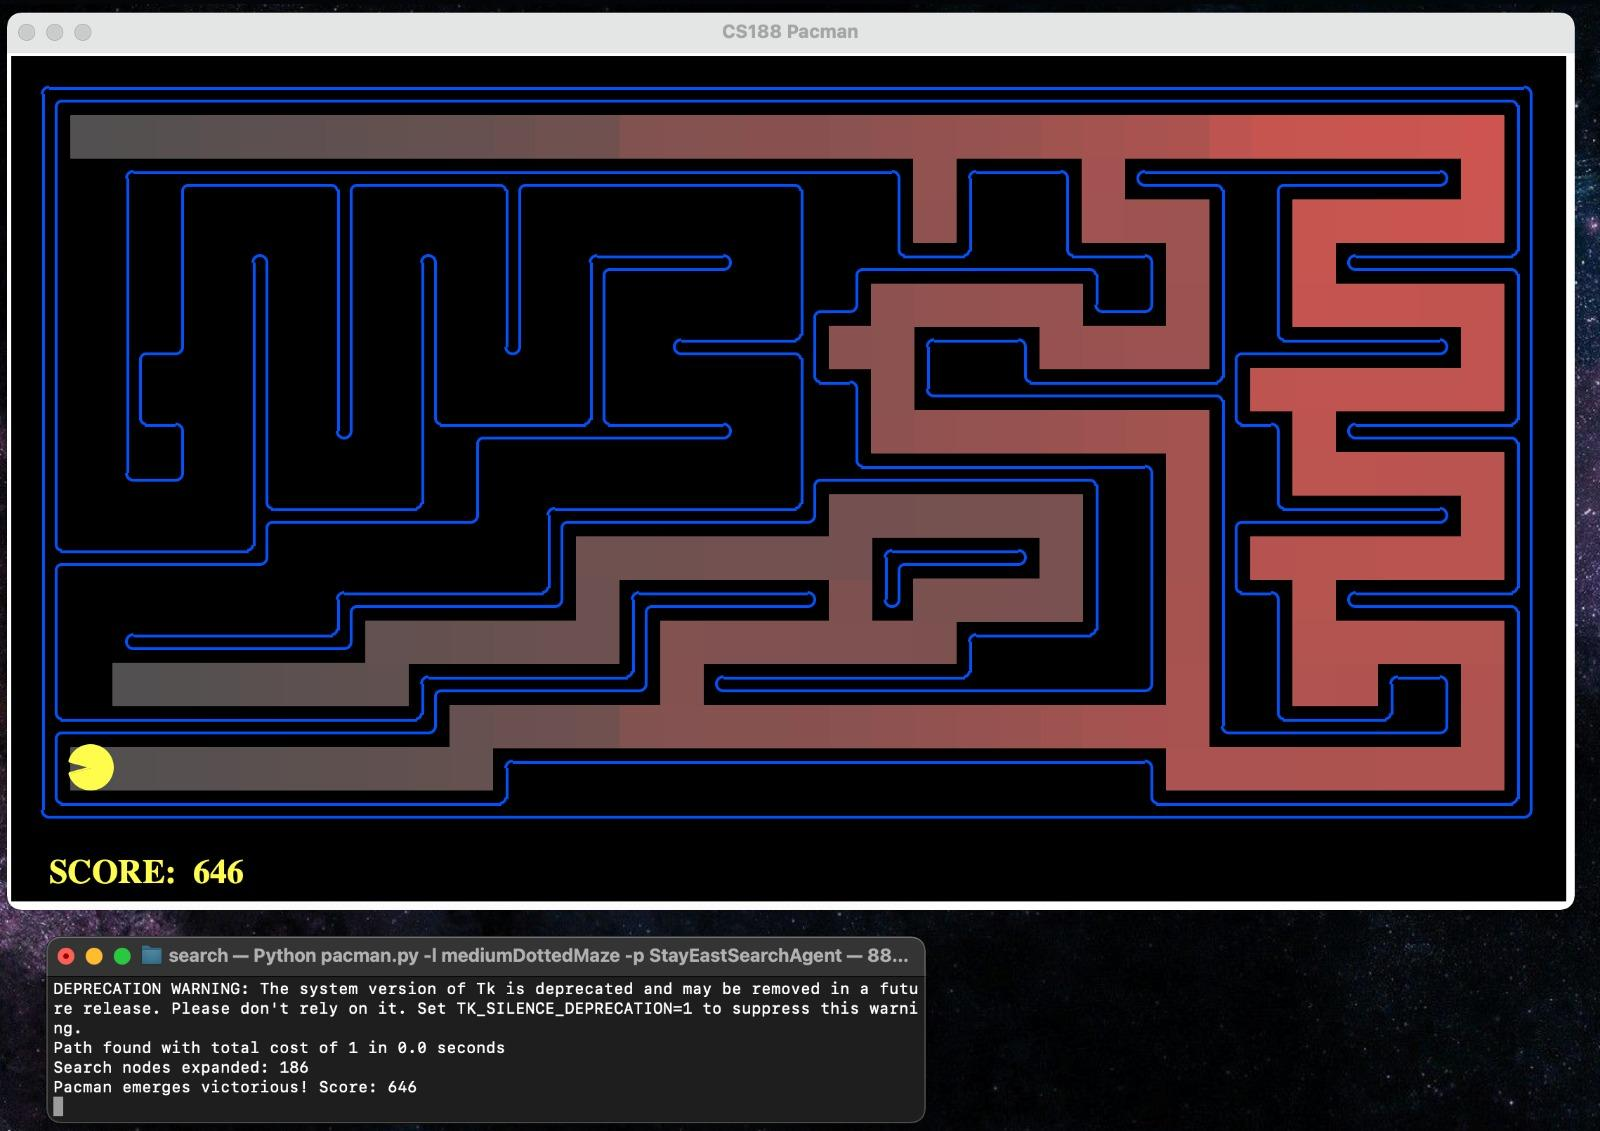 CS188 Pacman
SCORE: 646
search — Python pacman.py -l mediumDottedMaze -p StayEastSearchAgent — 88...
DEPRECATION WARNING: The system version of Tk is deprecated and may be removed in a futu
re release. Please don't rely on it. Set TK_SILENCE_DEPRECATION=1 to suppress this warni
ng.
Path found with total cost of 1 in 0.0 seconds
Search nodes expanded: 186
Pacman emerges victorious! Score: 646